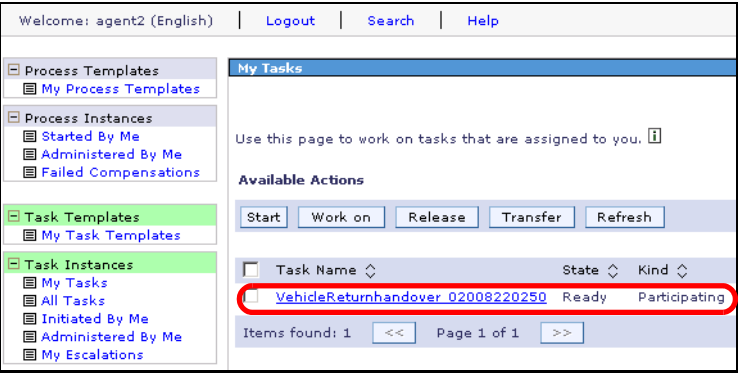 Welcome: agent2 (English) Logout Search Help
Process Templates
My Process Templates
Process Instances
Started By Me
Administered By Me
Failed Compensations
Task Templates
My Task Templates
Task Instances
My Tasks
All Tasks
Initiated By Me
Administered By Me
My Escalations
My Tasks
Use this page to work on tasks that are assigned to you. i
Available Actions
Start Work on Release Transfer Refresh
Task Name State Kind
VehicleReturnhandover_02008220250 Ready Participating
Items found: 1 << Page 1 of 1 >>